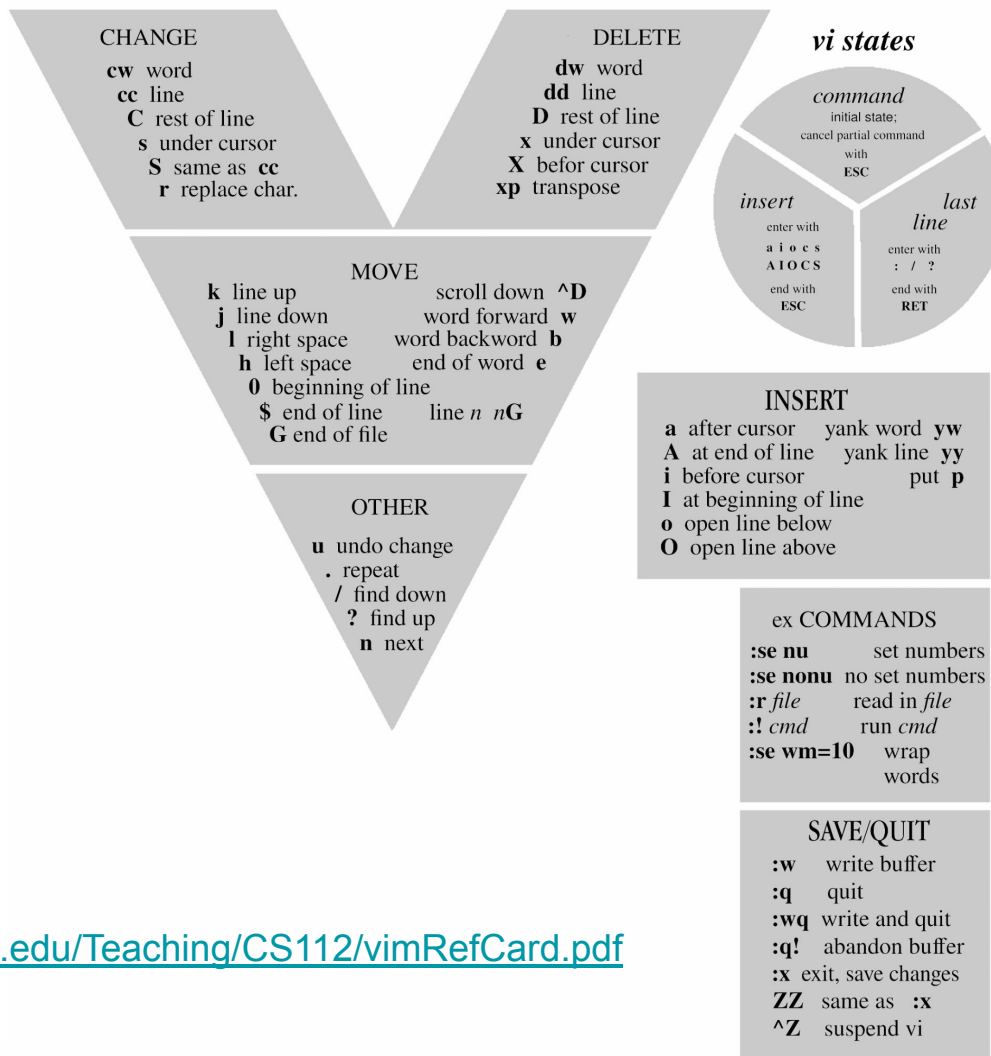 CHANGE
cw word
cc line
C rest of line
s under cursor
S same as cc
r replace char.
DELETE
dw word
dd line
D rest of line
x under cursor
X befor cursor
xp transpose
MOVE
k line up scroll down ^D
j line down word forward w
l right space word backword b
h left space end of word e
0 beginning of line
$ end of line line n nG
G end of file
OTHER
u undo change
. repeat
/ find down
? find up
n next
vi states
command
initial state;
cancel partial command
with
ESC
insert
enter with
a i o c s
A I O C S
end with
ESC
last
line
enter with
: / ?
end with
RET
INSERT
a after cursor yank word yw
A at end of line yank line yy
i before cursor put p
I at beginning of line
o open line below
O open line above
ex COMMANDS
:se nu set numbers
:se nonu no set numbers
:r file read in file
:! cmd run cmd
:se wm=10 wrap
words
SAVE/QUIT
:w write buffer
:q quit
:wq write and quit
:q! abandon buffer
:x exit, save changes
ZZ same as :x
^Z suspend vi
.edu/Teaching/CS112/vimRefCard.pdf